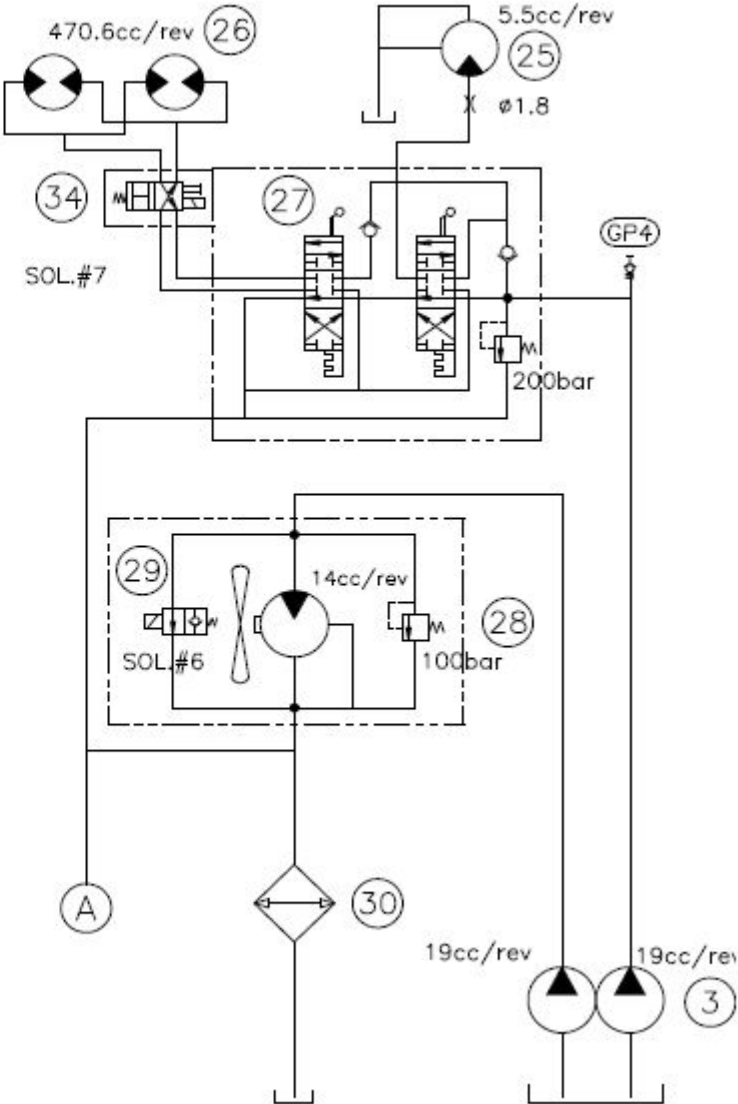 470.6cc/rev 26
5.5cc/rev
25
ø1.8
34
27
GP4
SOL.#7
200bar
29
14cc/rev
28
SOL.#6
100bar
A
30
19cc/rev
19cc/rev
3